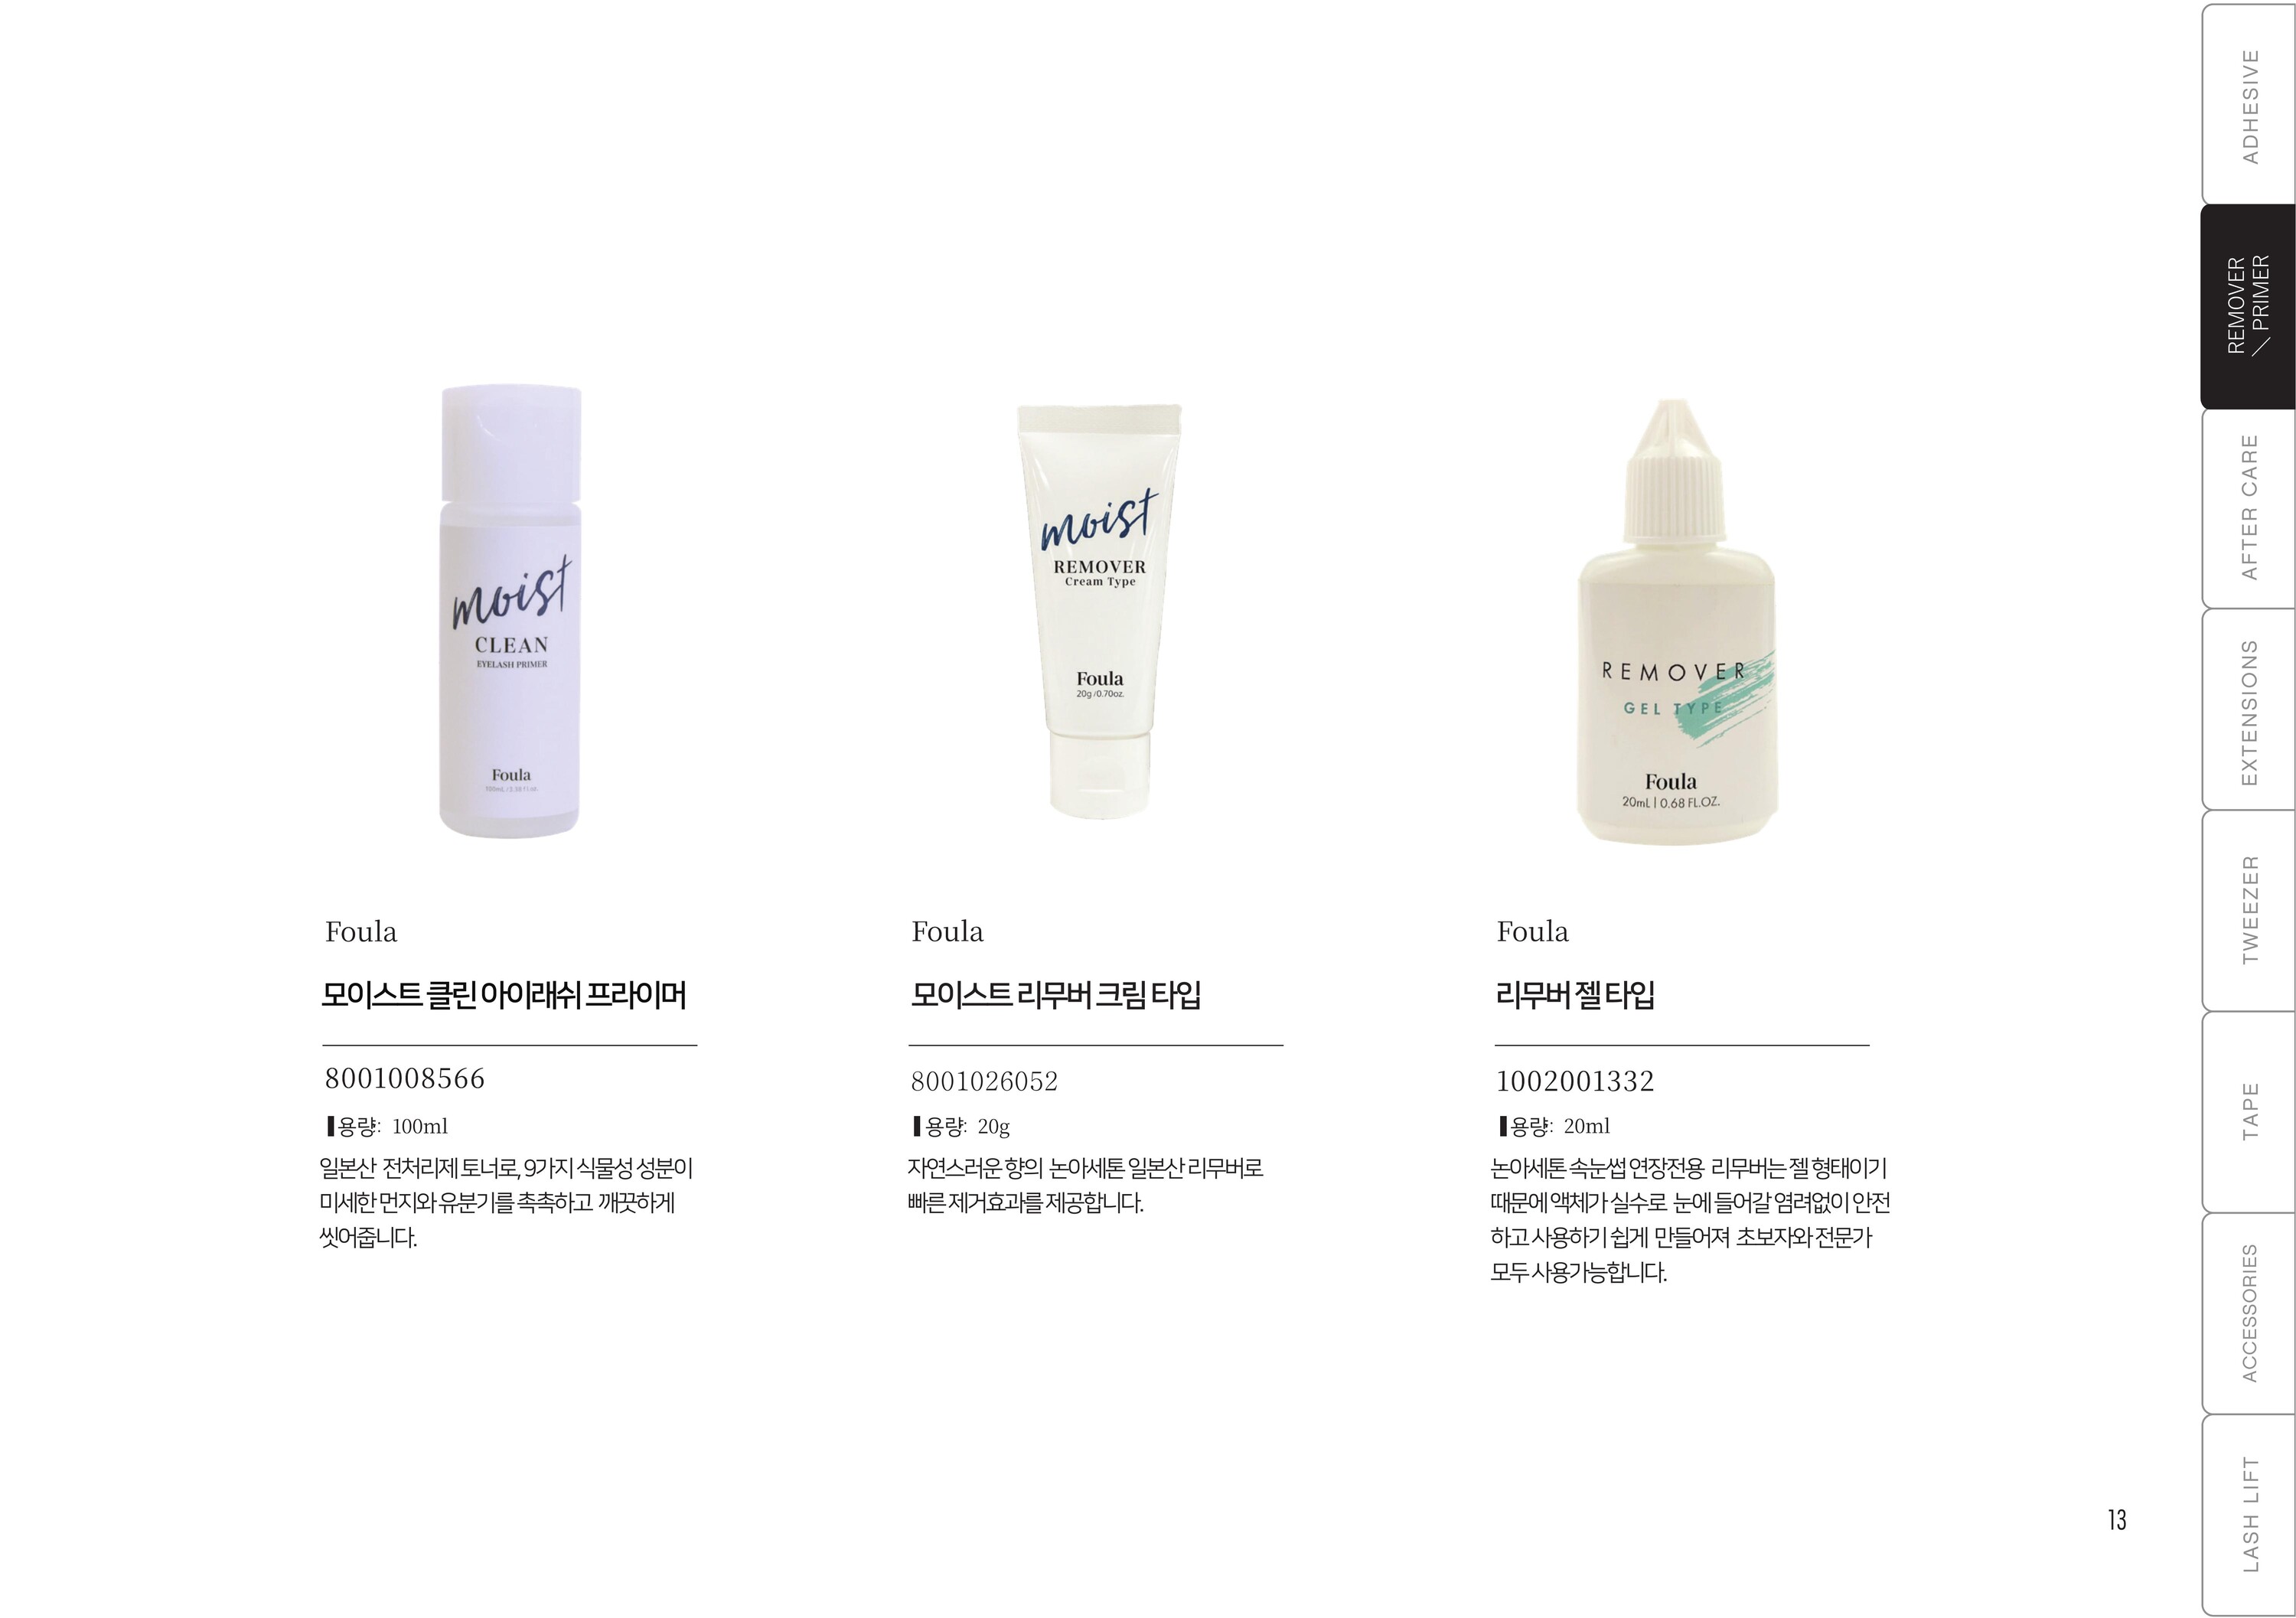 moist
CLEAN
EYELASH PRIMER
Foula
100mL / 3.38 fl.oz.
moist
REMOVER
Cream Type
Foula
20g /0.70oz.
REMOVER
GEL TYPE
Foula
20mL | 0.68 FL.OZ.
Foula
모이스트 클린 아이래쉬 프라이머
8001008566
용량: 100ml
일본산 전처리제 토너로, 9가지 식물성 성분이
미세한 먼지와 유분기를 촉촉하고 깨끗하게
씻어줍니다.
Foula
모이스트 리무버 크림 타입
8001026052
용량: 20g
자연스러운 향의 논아세톤 일본산 리무버로
빠른 제거효과를 제공합니다.
Foula
리무버 젤 타입
1002001332
용량: 20ml
논아세톤 속눈썹 연장전용 리무버는 젤 형태이기
때문에 액체가 실수로 눈에 들어갈 염려없이 안전
하고 사용하기 쉽게 만들어져 초보자와 전문가
모두 사용가능합니다.
ADHESIVE
REMOVER
/ PRIMER
AFTER CARE
EXTENSIONS
TWEEZER
TAPE
ACCESSORIES
LASH LIFT
13